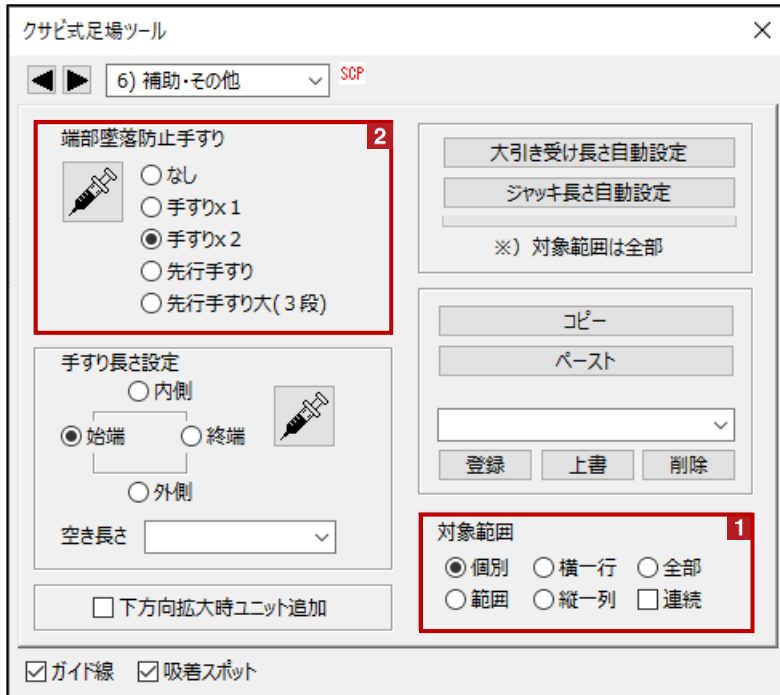 クサビ式足場ツール
6) 補助・その他
SCP
端部墜落防止手すり
2
なし
手すりx 1
手すりx 2
先行手すり
先行手すり大(３段)
大引き受け長さ自動設定
ジャッキ長さ自動設定
※）対象範囲は全部
手すり長さ設定
内側
始端
終端
外側
空き長さ
コピー
ペースト
登録
上書
削除
対象範囲
1
個別
横一行
全部
範囲
縦一列
連続
下方向拡大時ユニット追加
ガイド線
吸着スポット